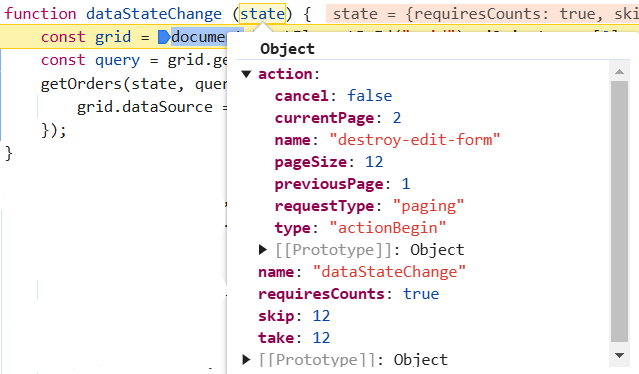 function dataStateChange (state) { state = {requiresCounts: true, ski
const grid = docum
const query = grid.ge
getOrders(state, quer
grid.dataSource =
});
}
Object
action:
cancel: false
currentPage: 2
name: "destroy-edit-form"
pageSize: 12
previousPage: 1
requestType: "paging"
type: "actionBegin"
[[Prototype]]: Object
name: "dataStateChange"
requiresCounts: true
skip: 12
take: 12
[[Prototype]]: Object